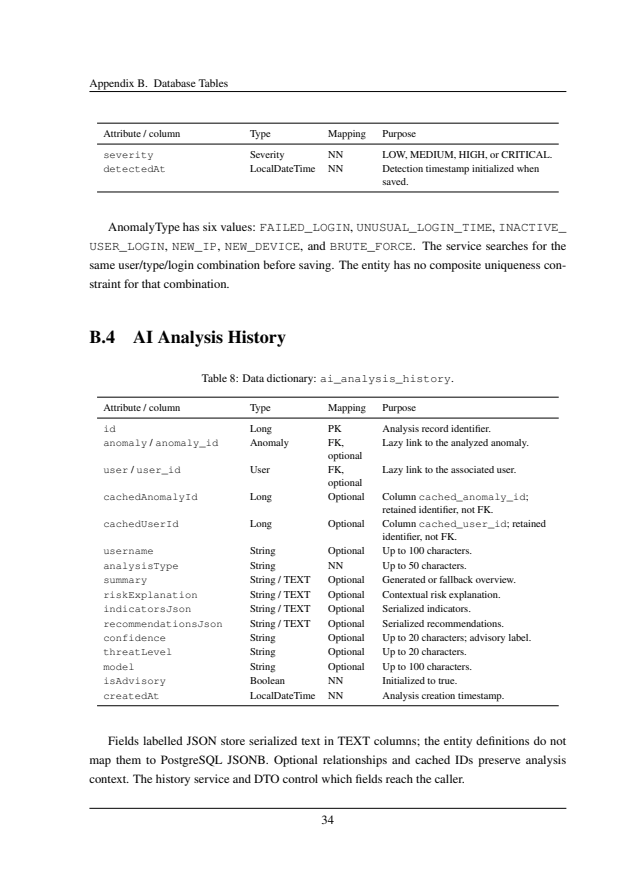 Appendix B. Database Tables
Attribute / column Type Mapping Purpose
severity Severity NN LOW, MEDIUM, HIGH, or CRITICAL.
detectedAt LocalDateTime NN Detection timestamp initialized when
saved.
AnomalyType has six values: FAILED_LOGIN, UNUSUAL_LOGIN_TIME, INACTIVE_
USER_LOGIN, NEW_IP, NEW_DEVICE, and BRUTE_FORCE. The service searches for the
same user/type/login combination before saving. The entity has no composite uniqueness con-
straint for that combination.
B.4 AI Analysis History
Table 8: Data dictionary: ai_analysis_history.
Attribute / column Type Mapping Purpose
id Long PK Analysis record identifier.
anomaly / anomaly_id Anomaly FK, Lazy link to the analyzed anomaly.
optional
user / user_id User FK, Lazy link to the associated user.
optional
cachedAnomalyId Long Optional Column cached_anomaly_id;
retained identifier, not FK.
cachedUserId Long Optional Column cached_user_id; retained
identifier, not FK.
username String Optional Up to 100 characters.
analysisType String NN Up to 50 characters.
summary String / TEXT Optional Generated or fallback overview.
riskExplanation String / TEXT Optional Contextual risk explanation.
indicatorsJson String / TEXT Optional Serialized indicators.
recommendationsJson String / TEXT Optional Serialized recommendations.
confidence String Optional Up to 20 characters; advisory label.
threatLevel String Optional Up to 20 characters.
model String Optional Up to 100 characters.
isAdvisory Boolean NN Initialized to true.
createdAt LocalDateTime NN Analysis creation timestamp.
Fields labelled JSON store serialized text in TEXT columns; the entity definitions do not
map them to PostgreSQL JSONB. Optional relationships and cached IDs preserve analysis
context. The history service and DTO control which fields reach the caller.
34